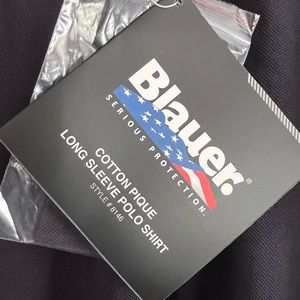 Blauer.®
SERIOUS PROTECTION.
COTTON PIQUE
LONG SLEEVE POLO SHIRT
STYLE # 8146